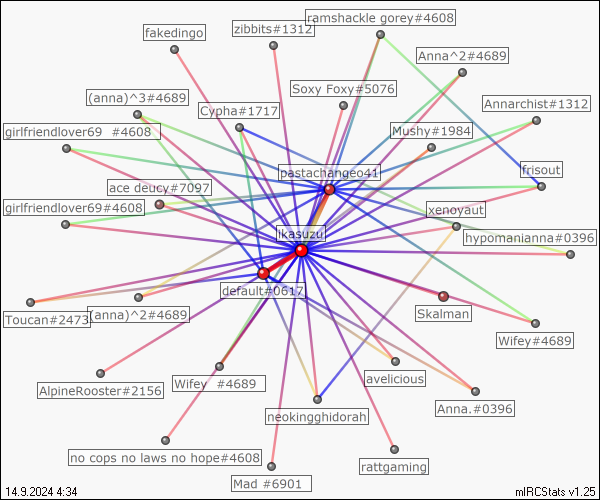 ramshackle gorey#4608
fakedingo
zibbits#1312
Anna^2#4689
Soxy Foxy#5076
(anna)^3#4689
Cypha#1717
Annarchist#1312
girlfriendlover69  #4608
Mushy#1984
pastachangeo41
frisout
ace deucy#7097
girlfriendlover69#4608
xenoyaut
ikasuzu
hypomanianna#0396
default#0617
Toucan#2473
(anna)^2#4689
Skalman
Wifey#4689
AlpineRooster#2156
Wifey  #4689
avelicious
neokingghidorah
Anna.#0396
no cops no laws no hope#4608
rattgaming
Mad #6901
14.9.2024 4:34
mIRCStats v1.25